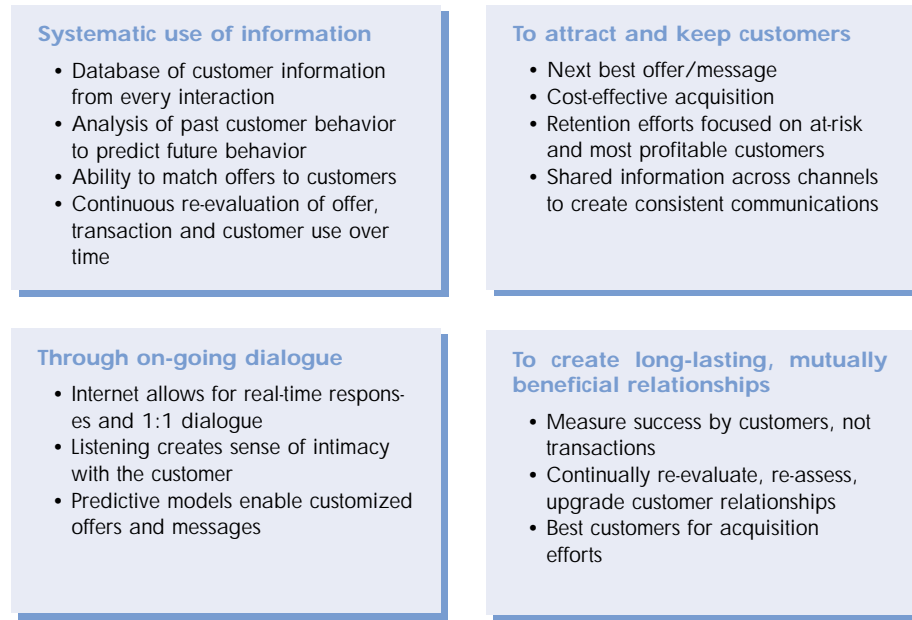 Systematic use of information
• Database of customer information
from every interaction
• Analysis of past customer behavior
to predict future behavior
• Ability to match offers to customers
• Continuous re-evaluation of offer,
transaction and customer use over
time
To attract and keep customers
• Next best offer/message
• Cost-effective acquisition
• Retention efforts focused on at-risk
and most profitable customers
• Shared information across channels
to create consistent communications
Through on-going dialogue
• Internet allows for real-time respons-
es and 1:1 dialogue
• Listening creates sense of intimacy
with the customer
• Predictive models enable customized
offers and messages
To create long-lasting, mutually
beneficial relationships
• Measure success by customers, not
transactions
• Continually re-evaluate, re-assess,
upgrade customer relationships
• Best customers for acquisition
efforts